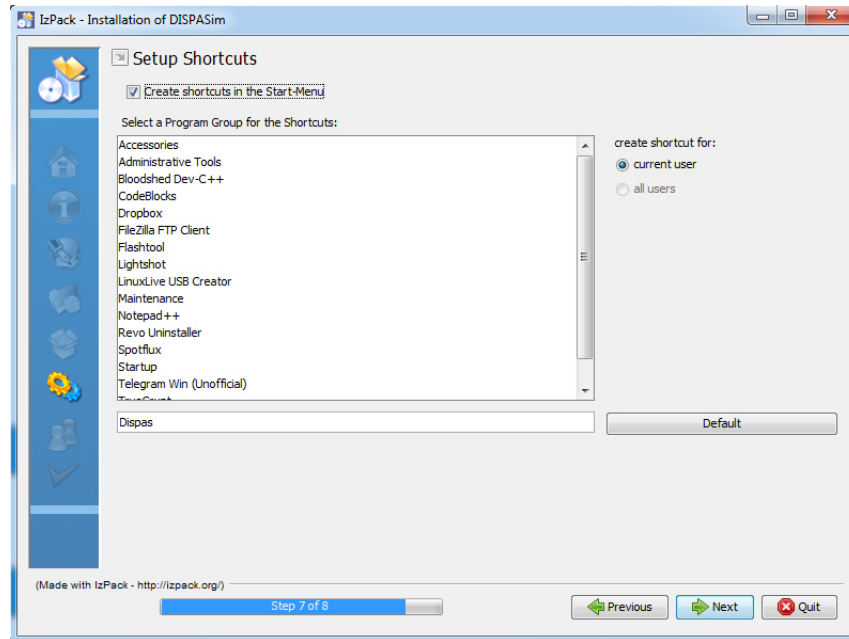 IzPack - Installation of DISPASim
Setup Shortcuts
Create shortcuts in the Start-Menu
Select a Program Group for the Shortcuts:
Accessories
Administrative Tools
Bloodshed Dev-C++
CodeBlocks
Dropbox
FileZilla FTP Client
Flashtool
Lightshot
LinuxLive USB Creator
Maintenance
Notepad++
Revo Uninstaller
Spotflux
Startup
Telegram Win (Unofficial)
create shortcut for:
current user
all users
Dispas
Default
(Made with IzPack - http://izpack.org/)
Step 7 of 8
Previous
Next
Quit